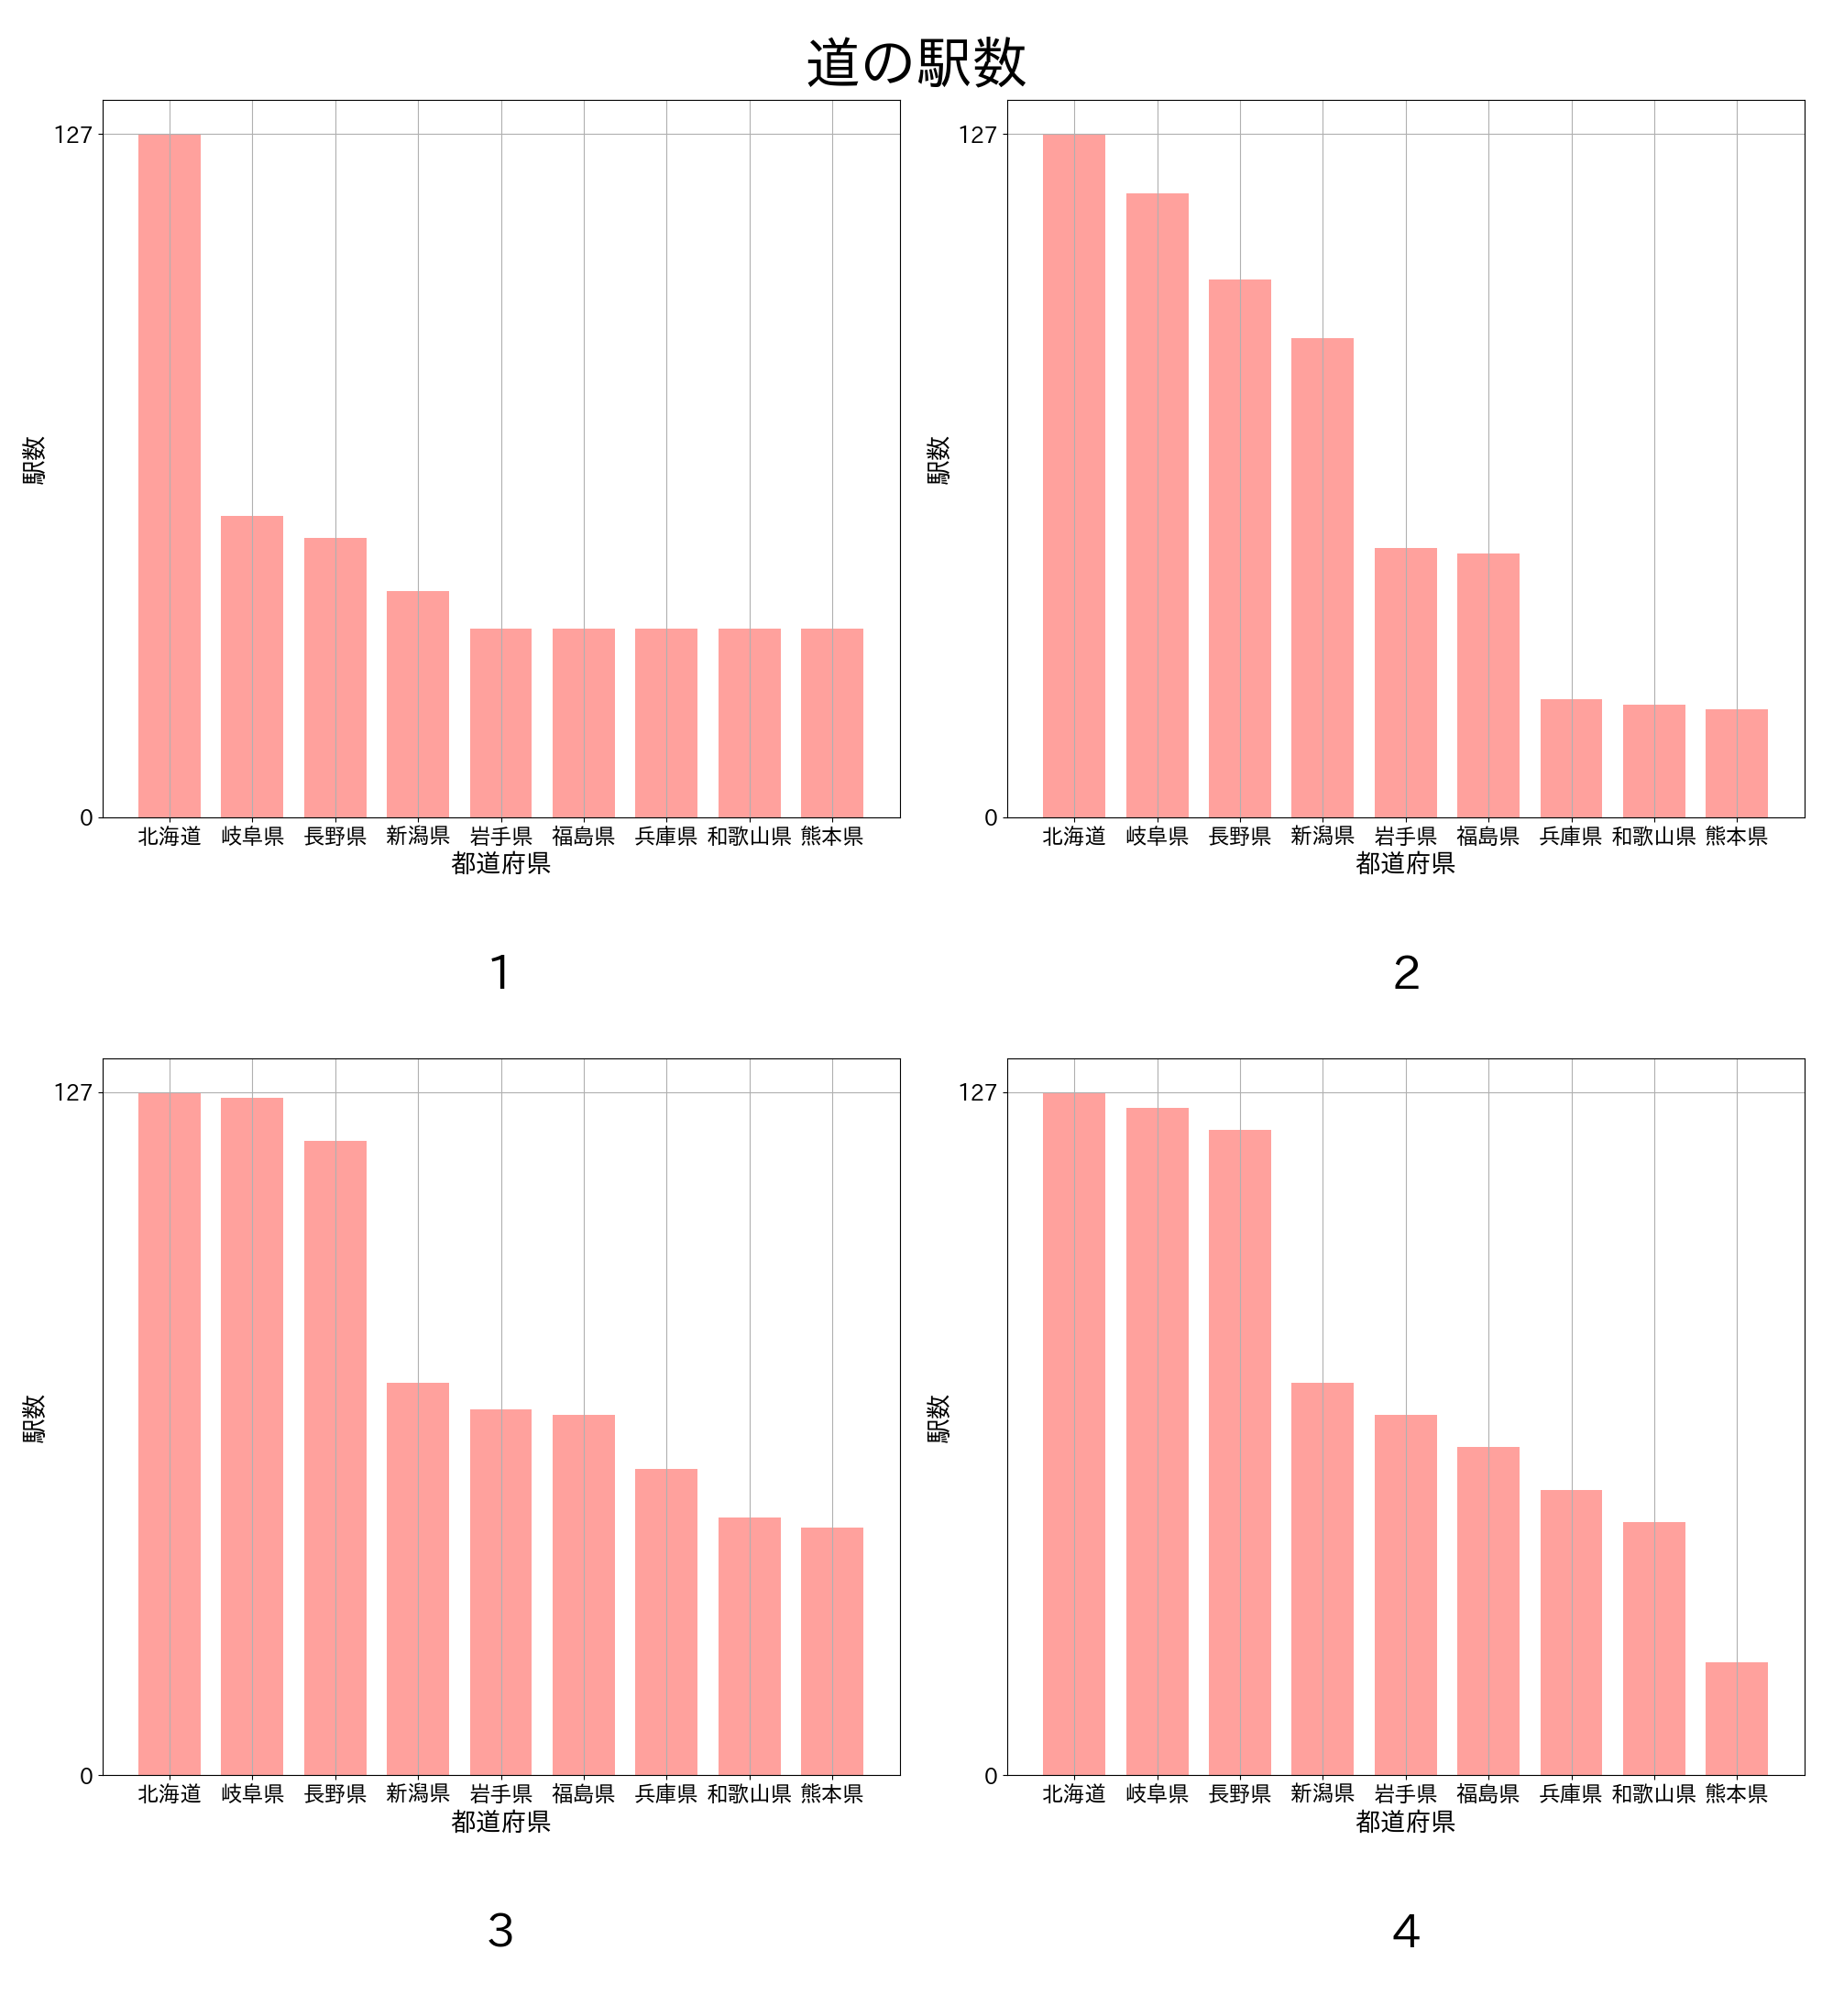 道の駅数
127
駅数
0
北海道 岐阜県 長野県 新潟県 岩手県 福島県 兵庫県 和歌山県 熊本県
都道府県
1
127
駅数
0
北海道 岐阜県 長野県 新潟県 岩手県 福島県 兵庫県 和歌山県 熊本県
都道府県
2
127
駅数
0
北海道 岐阜県 長野県 新潟県 岩手県 福島県 兵庫県 和歌山県 熊本県
都道府県
3
127
駅数
0
北海道 岐阜県 長野県 新潟県 岩手県 福島県 兵庫県 和歌山県 熊本県
都道府県
4